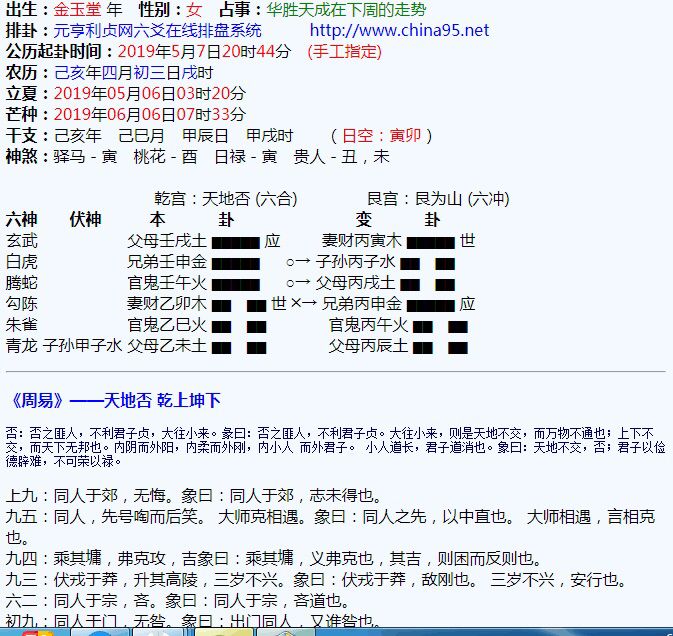 出生：金玉堂 年 性别：女 占事：华胜天成在下周的走势
排卦：元亨利贞网六爻在线排盘系统 http://www.china95.net
公历起卦时间：2019年5月7日20时44分 (手工指定)
农历：己亥年四月初三日戌时
立夏：2019年05月06日03时20分
芒种：2019年06月06日07时33分
干支：己亥年 己巳月 甲辰日 甲戌时 （ 日空：寅卯 ）
神煞：驿马－寅 桃花－酉 日禄－寅 贵人－丑，未
乾宫：天地否 (六合) 艮宫：艮为山 (六冲)
六神 伏神 本 卦 变 卦
玄武 父母壬戌土 应 妻财丙寅木 世
白虎 兄弟壬申金 ○→ 子孙丙子水
螣蛇 官鬼壬午火 ○→ 父母丙戌土
勾陈 妻财乙卯木 世 ×→ 兄弟丙申金 应
朱雀 官鬼乙巳火 官鬼丙午火
青龙 子孙甲子水 父母乙未土 父母丙辰土
《周易》——天地否 乾上坤下
否：否之匪人，不利君子贞，大往小来。彖曰：否之匪人，不利君子贞。大往小来，则是天地不交，而万物不通也；上下不
交，而天下无邦也。内阴而外阳，内柔而外刚，内小人 而外君子。 小人道长，君子道消也。象曰：天地不交，否；君子以俭
德辟难，不可荣以禄。
上九：同人于郊，无悔。象曰：同人于郊，志未得也。
九五：同人，先号啕而后笑。 大师克相遇。象曰：同人之先，以中直也。 大师相遇，言相克
也。
九四：乘其墉，弗克攻，吉象曰：乘其墉，义弗克也，其吉，则困而反则也。
九三：伏戎于莽，升其高陵，三岁不兴。象曰：伏戎于莽，敌刚也。 三岁不兴，安行也。
六二：同人于宗，吝。象曰：同人于宗，吝道也。
初九：同人于门，无咎。象曰：出门同人，又谁咎也。